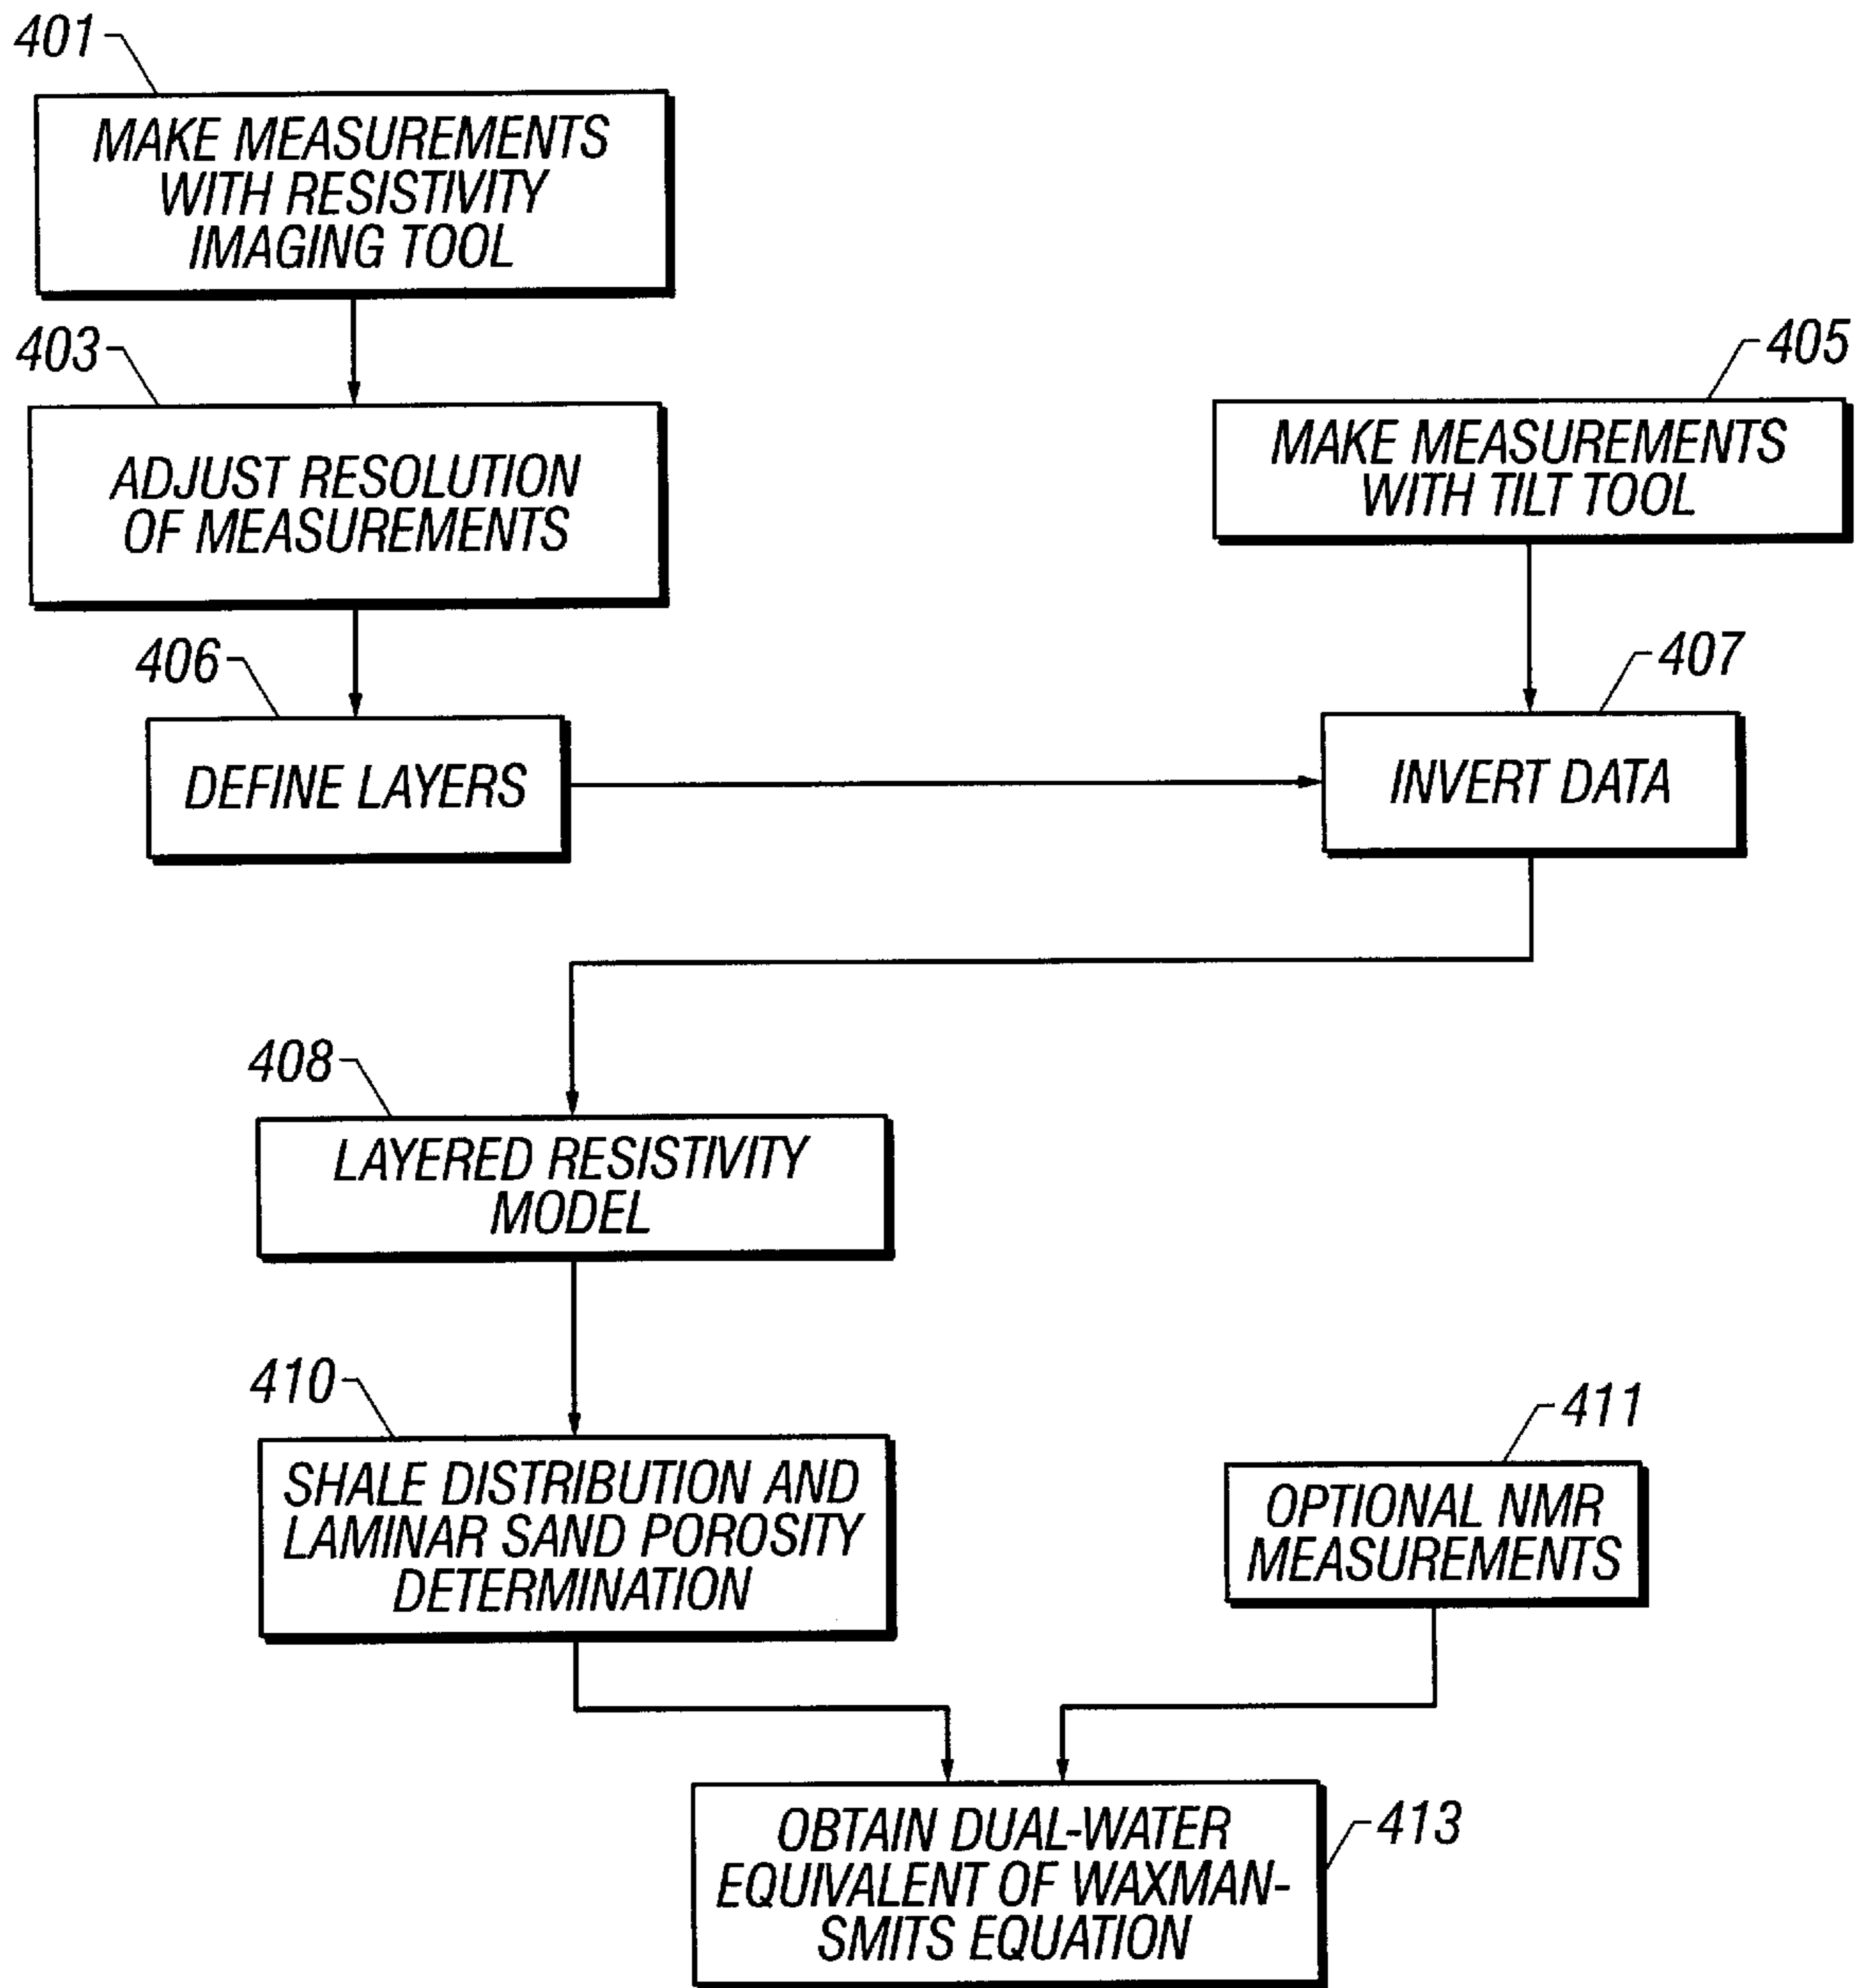 401
MAKE MEASUREMENTS
WITH RESISTIVITY
IMAGING TOOL
403
ADJUST RESOLUTION
OF MEASUREMENTS
405
MAKE MEASUREMENTS
WITH TILT TOOL
406
DEFINE LAYERS
407
INVERT DATA
408
LAYERED RESISTIVITY
MODEL
410
SHALE DISTRIBUTION AND
LAMINAR SAND POROSITY
DETERMINATION
411
OPTIONAL NMR
MEASUREMENTS
OBTAIN DUAL-WATER
EQUIVALENT OF WAXMAN-
SMITS EQUATION
413